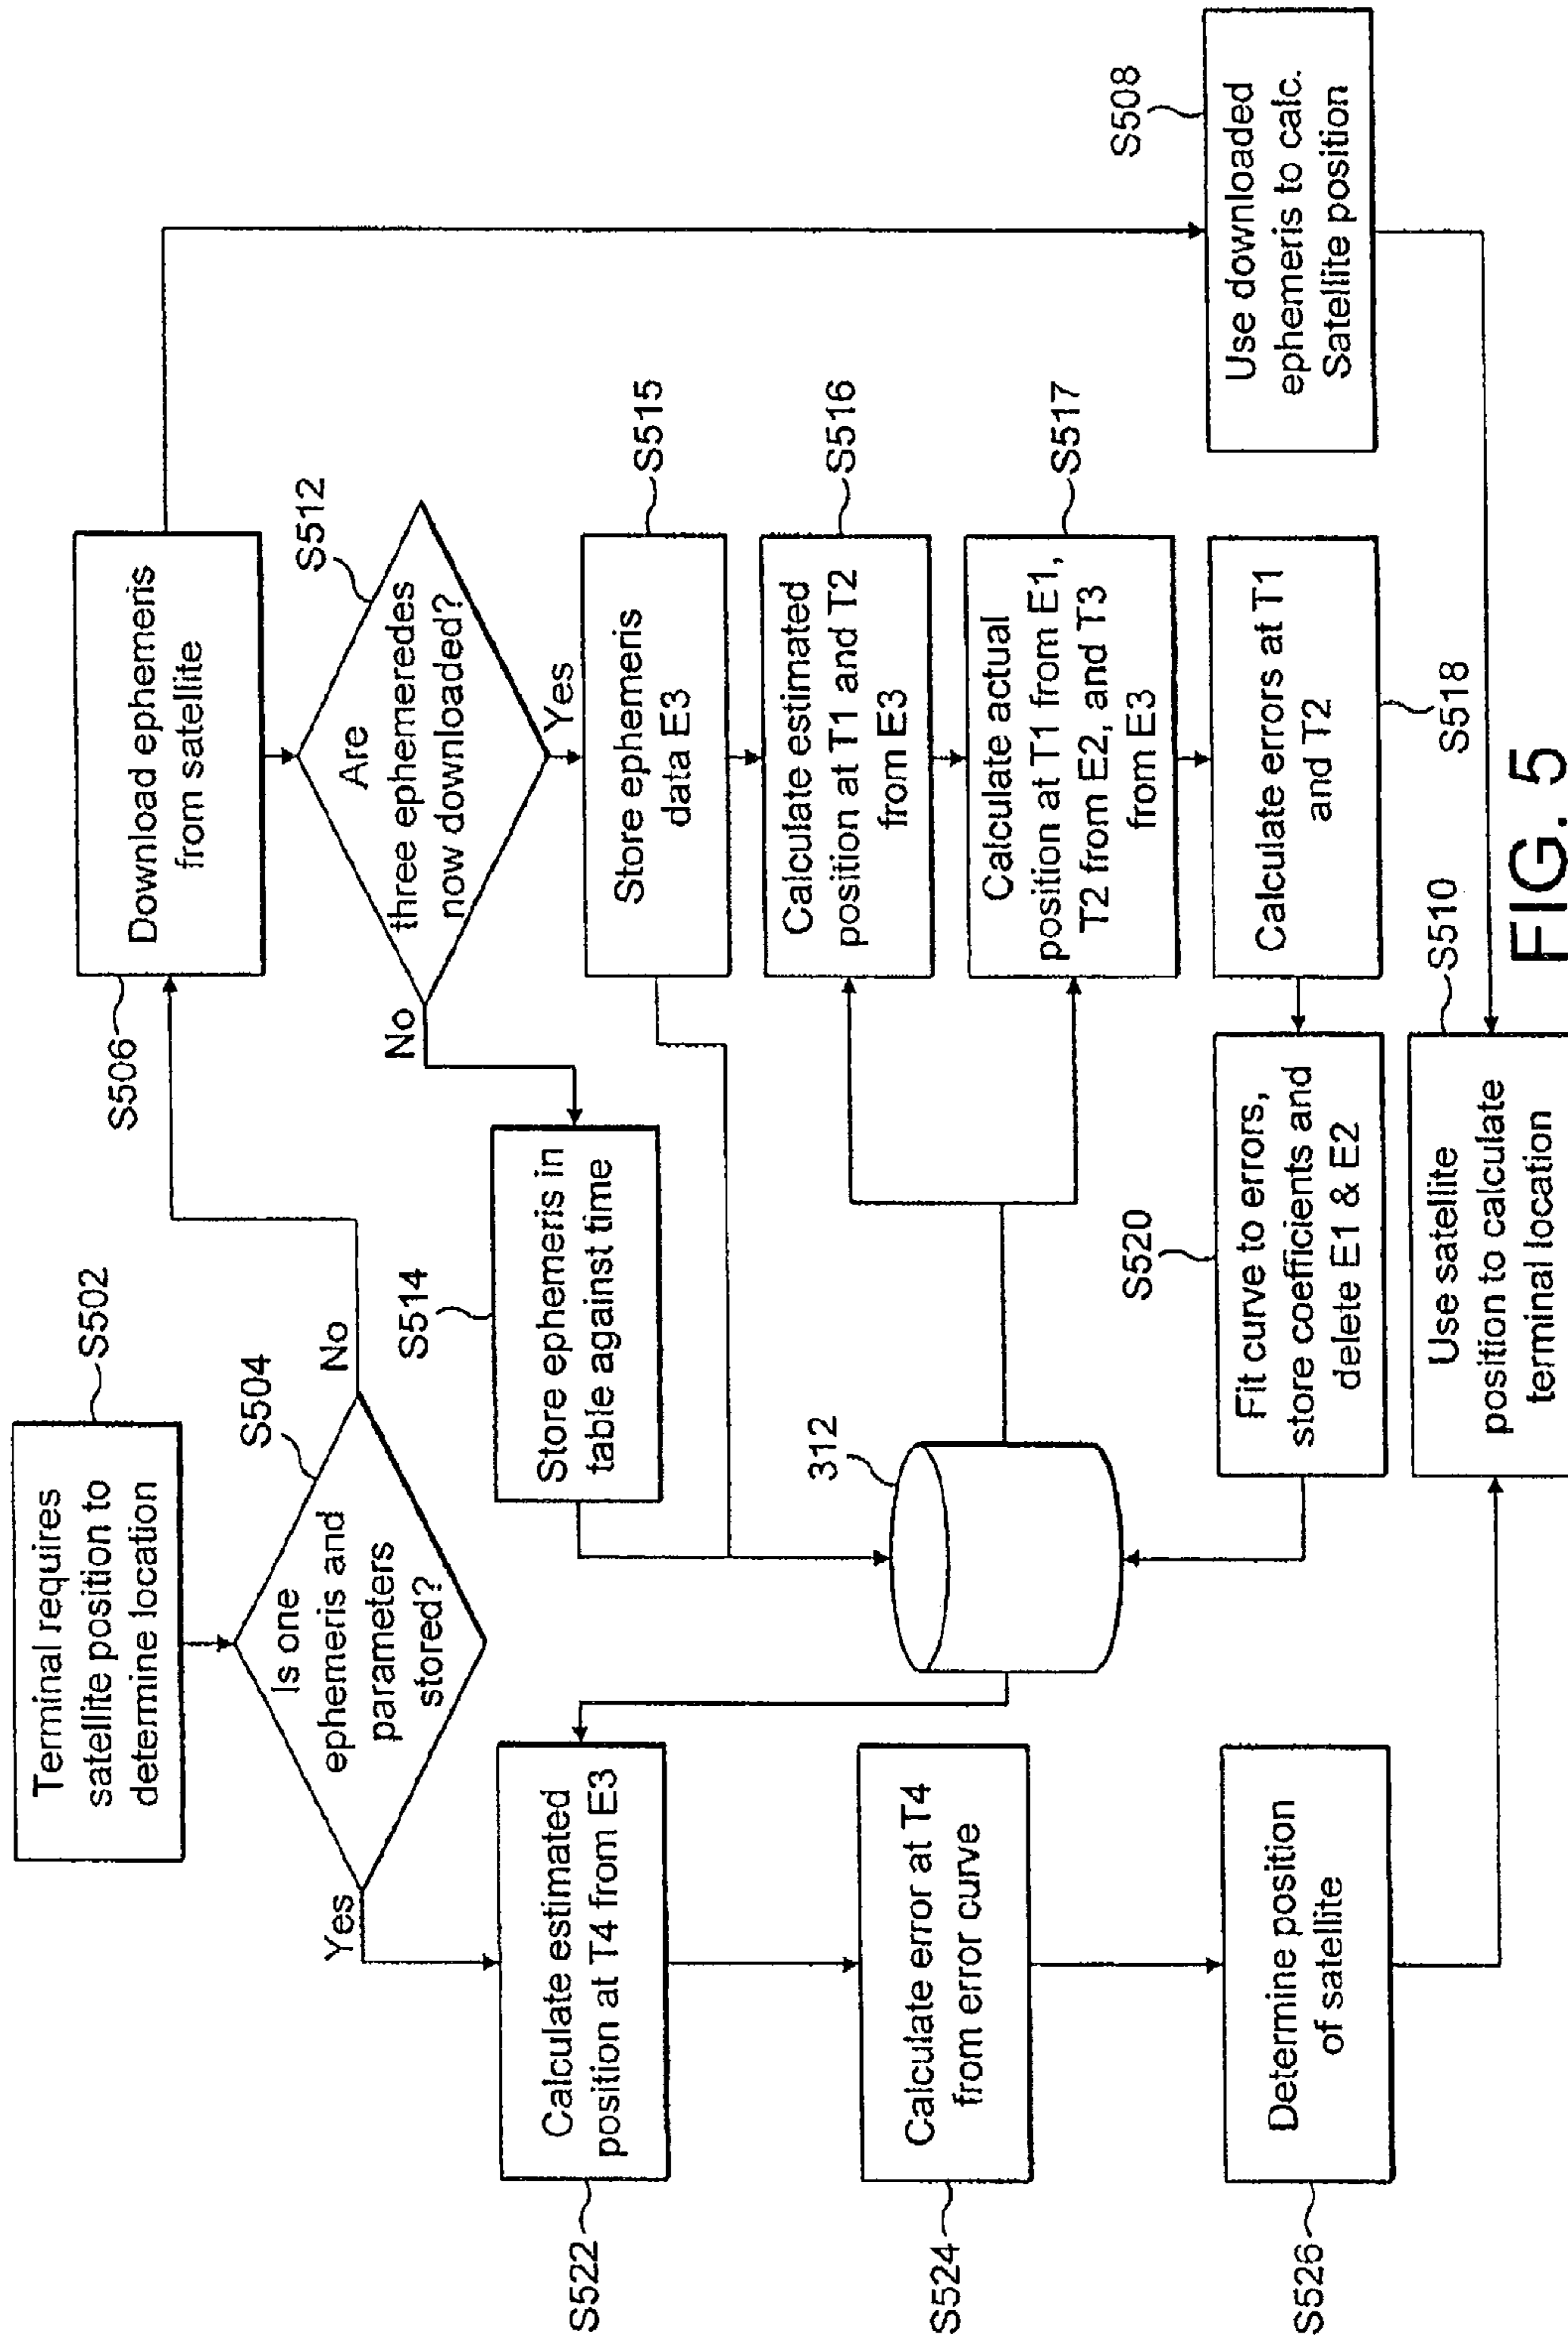 S502
Terminal requires
satellite position to
determine location
S504
Is one
ephemeris and
parameters
stored?
No
Yes
S506
Download ephemeris
from satellite
S512
Are
three ephemeredes
now downloaded?
No
Yes
S514
Store ephemeris in
table against time
S515
Store ephemeris
data E3
S516
Calculate estimated
position at T1 and T2
from E3
S517
Calculate actual
position at T1 from E1,
T2 from E2, and T3
from E3
S518
Calculate errors at T1
and T2
S520
Fit curve to errors,
store coefficients and
delete E1 & E2
312
S522
Calculate estimated
position at T4 from E3
S524
Calculate error at T4
from error curve
S526
Determine position
of satellite
S508
Use downloaded
ephemeris to calc.
Satellite position
S510
Use satellite
position to calculate
terminal location
FIG. 5